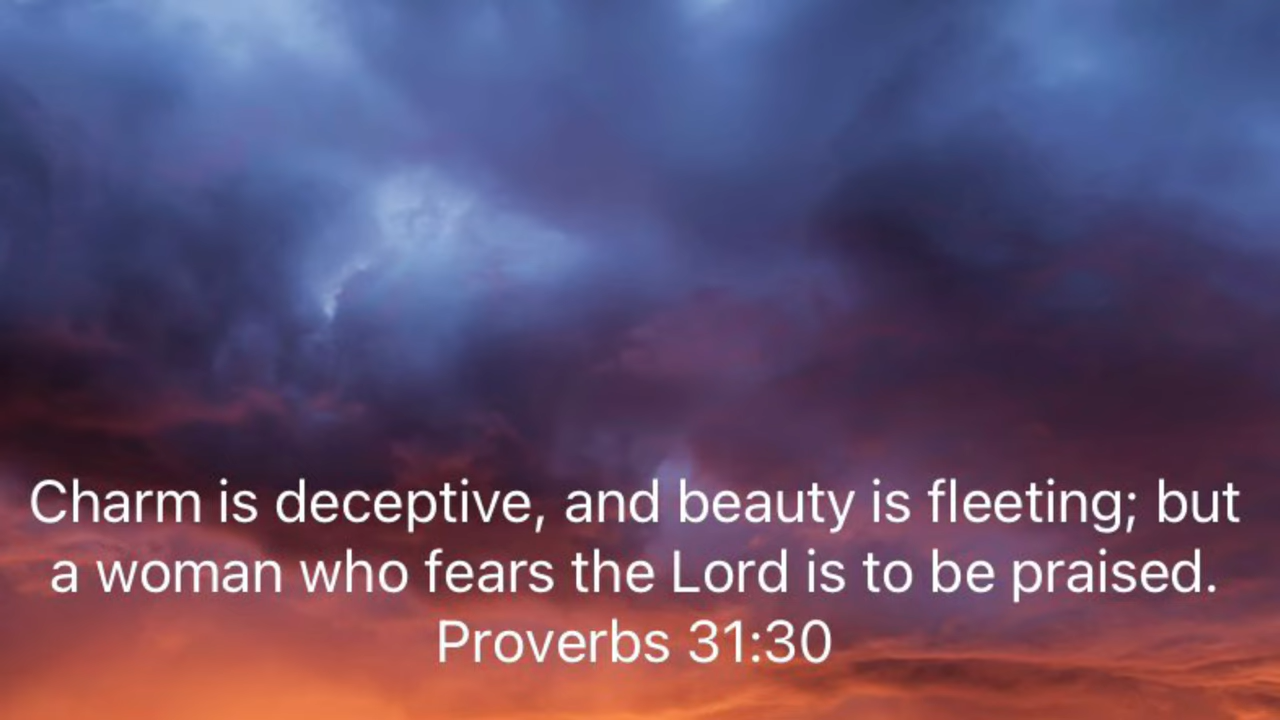 Charm is deceptive, and beauty is fleeting; but
a woman who fears the Lord is to be praised.
Proverbs 31:30